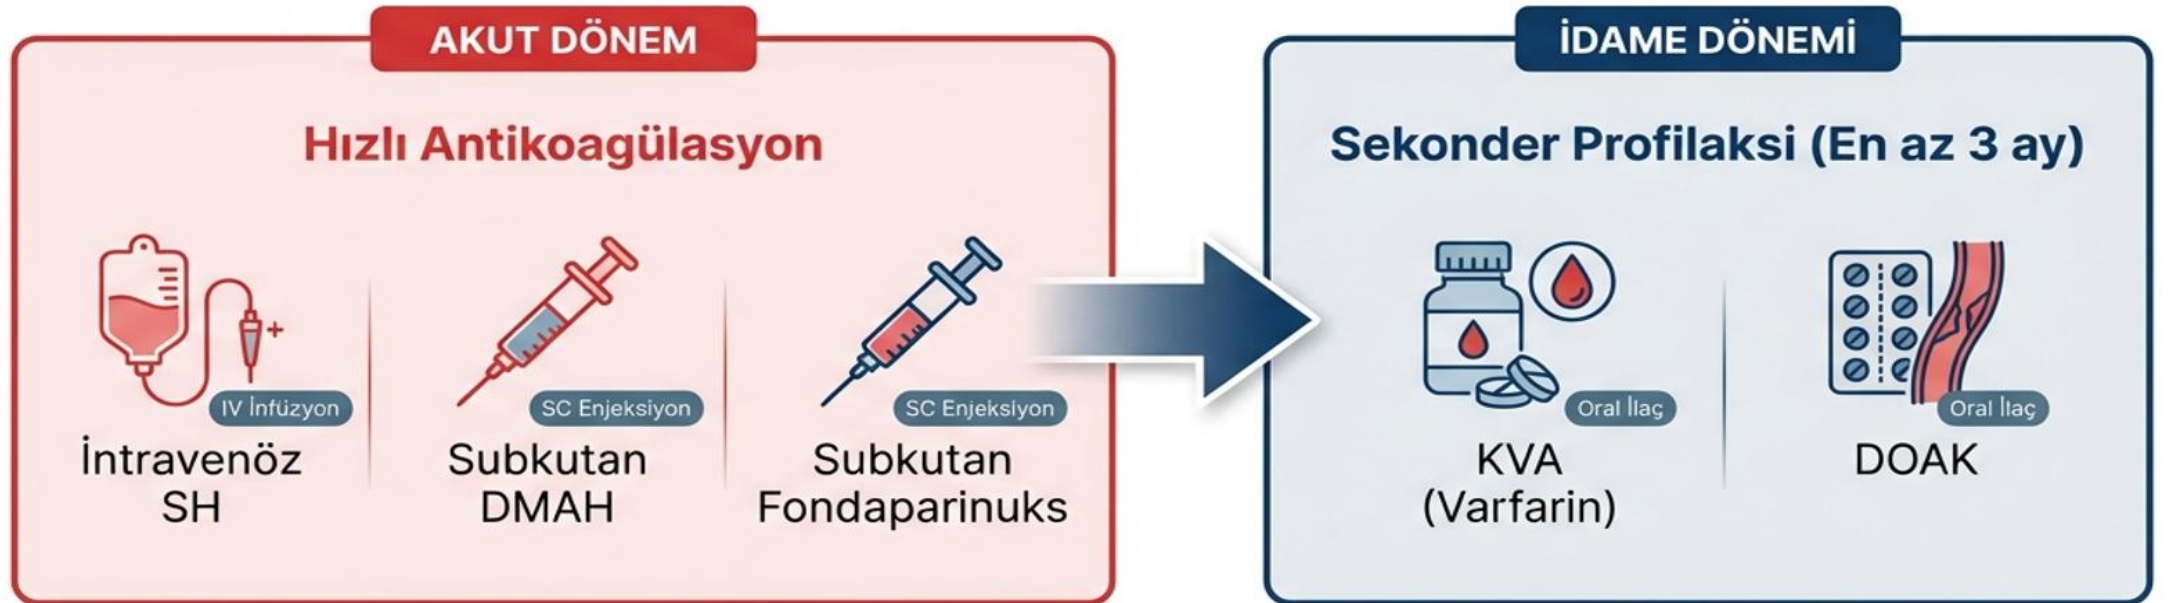 AKUT DÖNEM
Hızlı Antikoagülasyon
IV İnfüzyon
İntravenöz
SH
SC Enjeksiyon
Subkutan
DMAH
SC Enjeksiyon
Subkutan
Fondaparinuks
İDAME DÖNEMİ
Sekonder Profilaksi (En az 3 ay)
Oral İlaç
KVA
(Varfarin)
Oral İlaç
DOAK